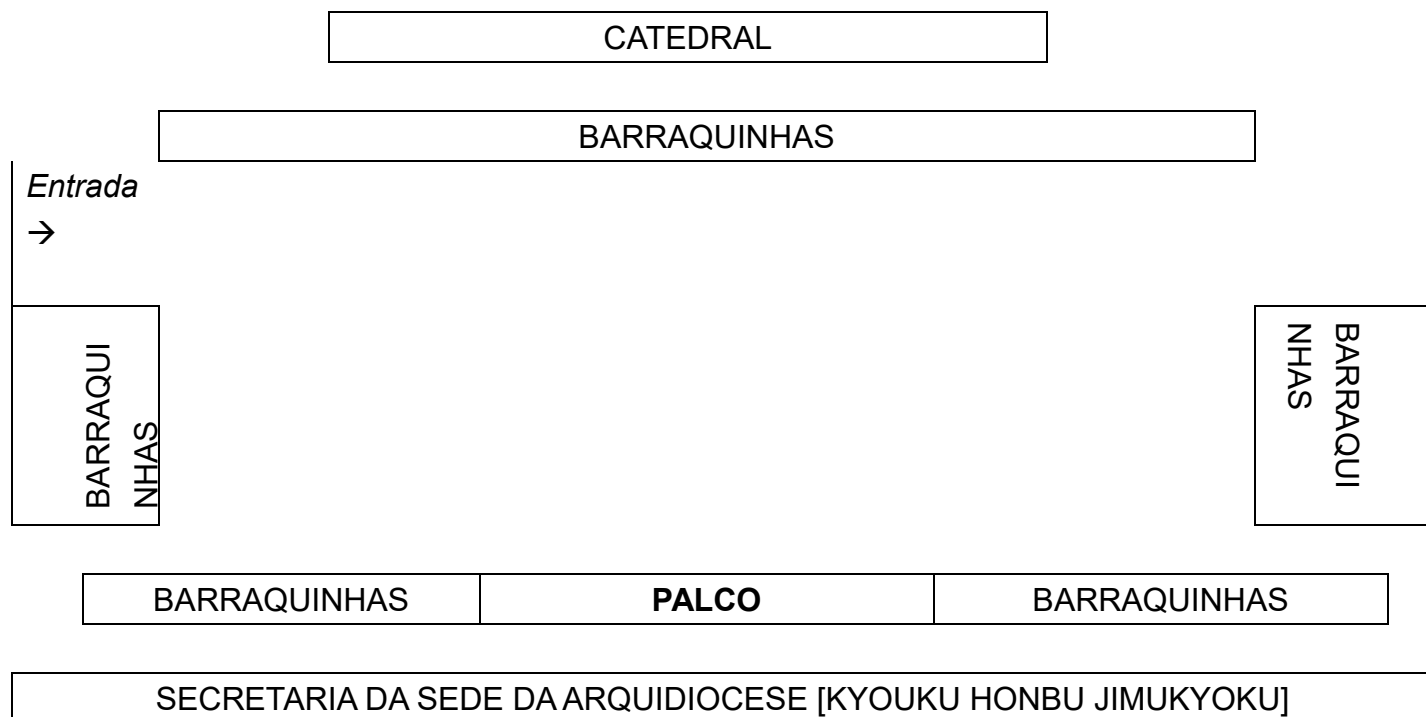 CATEDRAL
BARRAQUINHAS
Entrada
→
BARRAQUI
NHAS
BARRAQUI
NHAS
BARRAQUINHAS
PALCO
BARRAQUINHAS
SECRETARIA DA SEDE DA ARQUIDIOCESE [KYOUKU HONBU JIMUKYOKU]